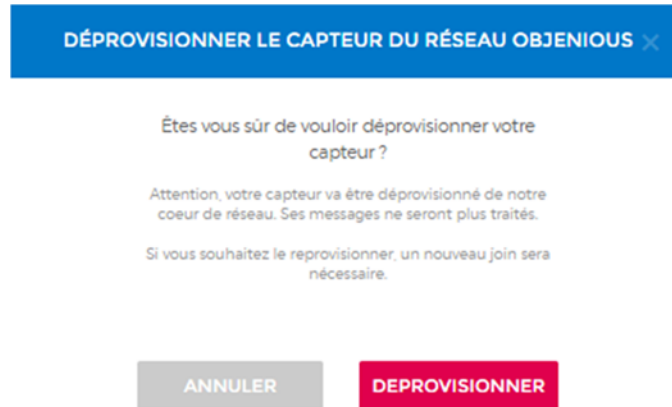 DÉPROVISIONNER LE CAPTEUR DU RÉSEAU OBJENIOUS ×
Êtes vous sûr de vouloir déprovisionner votre
capteur ?
Attention, votre capteur va être déprovisionné de notre
coeur de réseau. Ses messages ne seront plus traités.
Si vous souhaitez le reprovisionner, un nouveau join sera
nécessaire.
ANNULER
DEPROVISIONNER